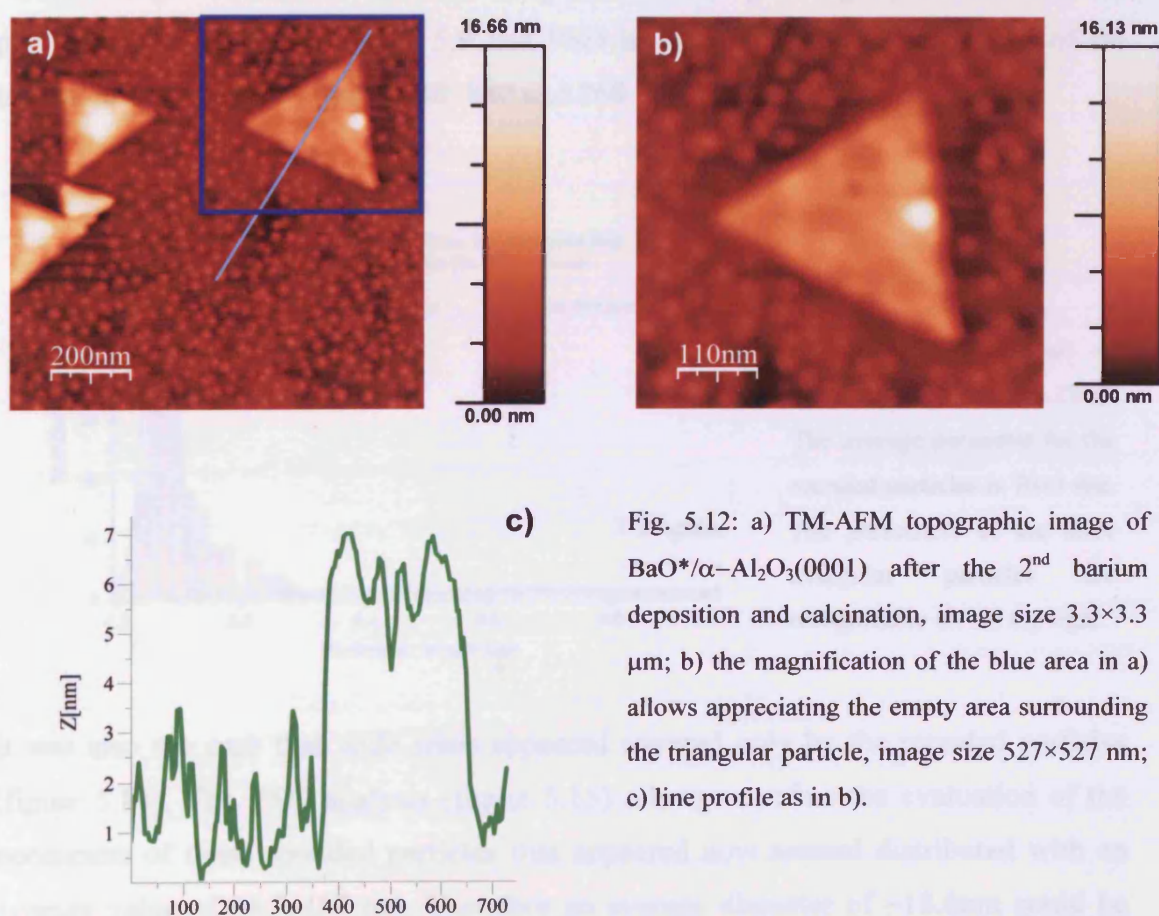 a)
16.66 nm
200nm
0.00 nm
b)
16.13 nm
110nm
0.00 nm
c)
Z[nm]
7
6
5
4
3
2
1
100 200 300 400 500 600 700
Fig. 5.12: a) TM-AFM topographic image of
BaO*/α–Al₂O₃(0001) after the 2ⁿᵈ barium
deposition and calcination, image size 3.3×3.3
μm; b) the magnification of the blue area in a)
allows appreciating the empty area surrounding
the triangular particle, image size 527×527 nm;
c) line profile as in b).